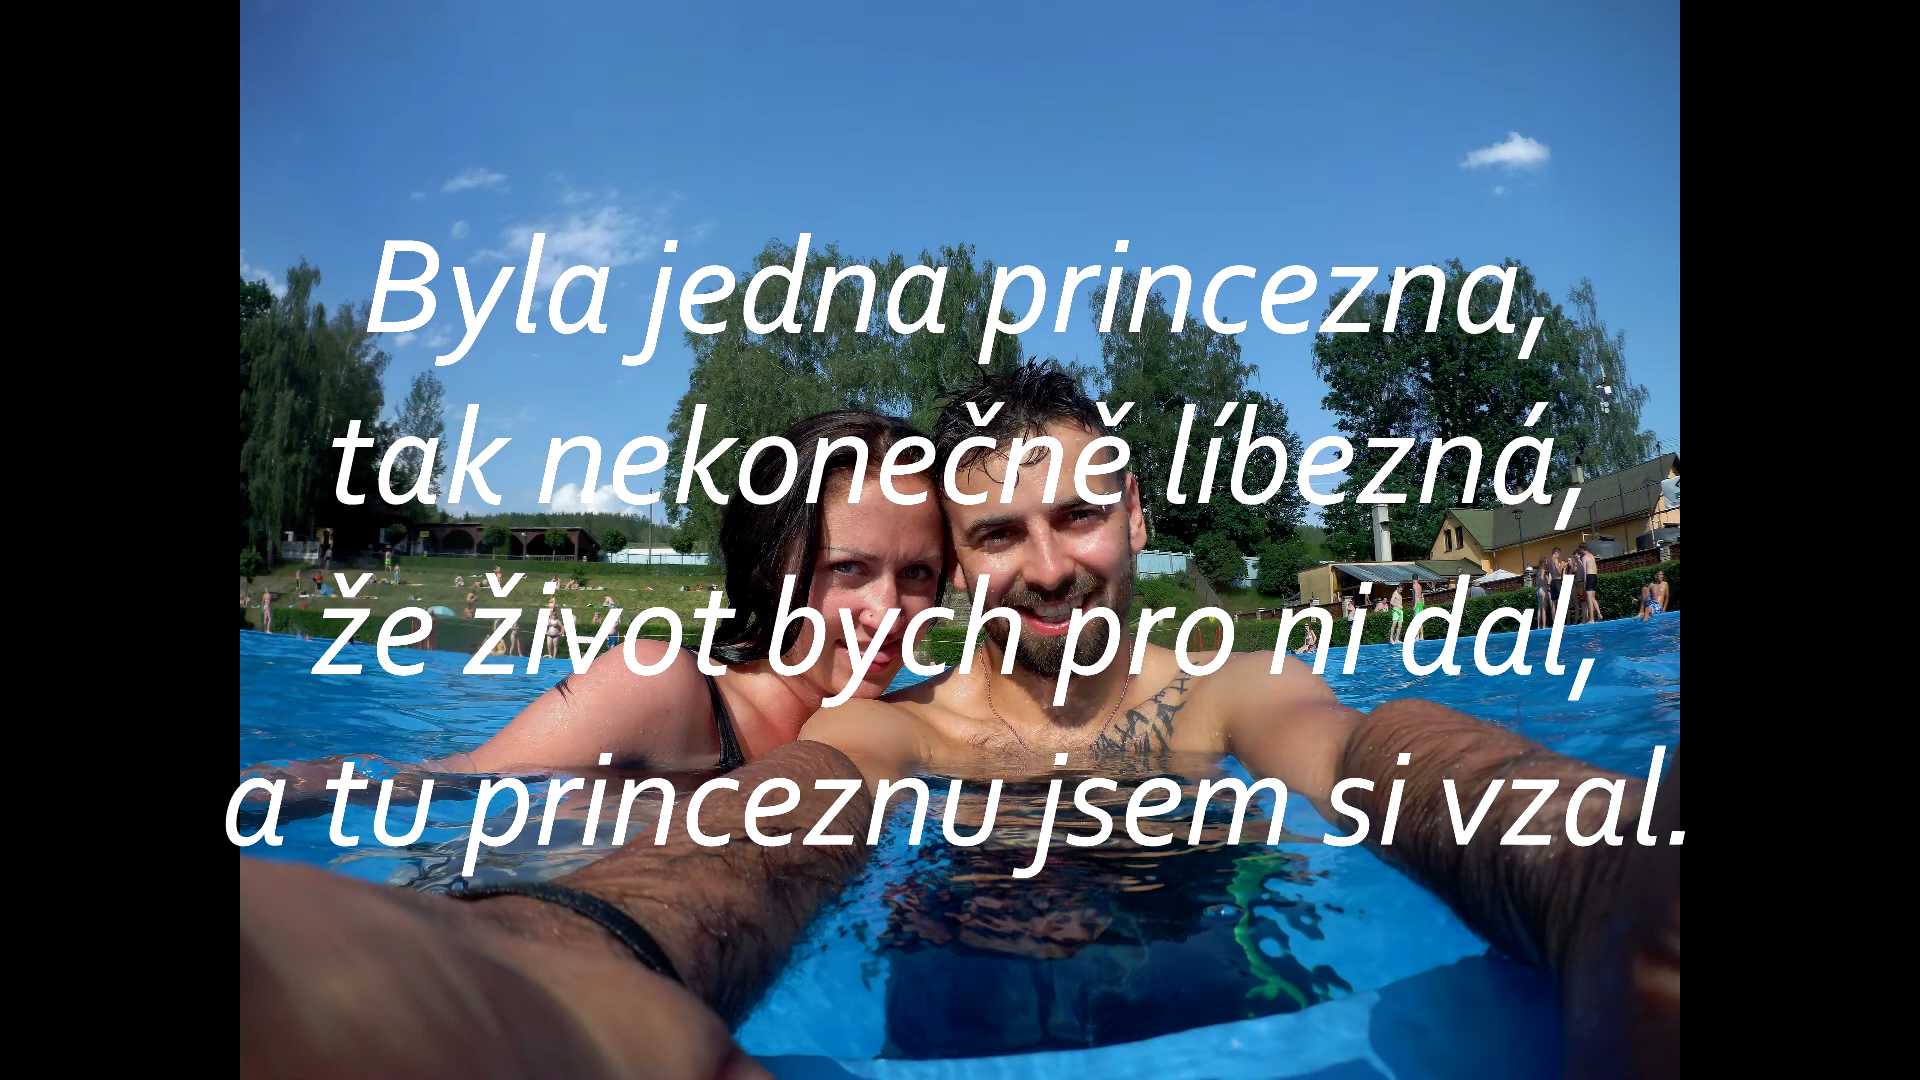 Byla jedna princezna,
tak nekonečně líbezná,
že život bych pro ni dal,
a tu princeznu jsem si vzal.